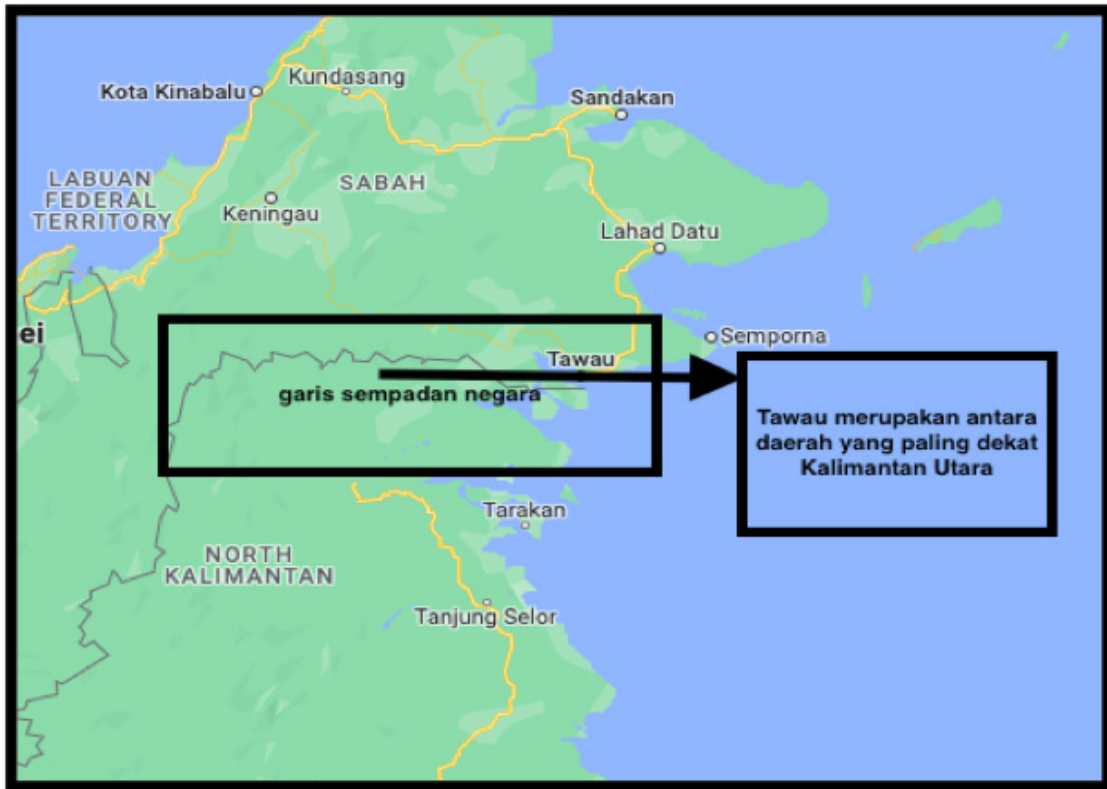 Kundasang
Kota Kinabalu
Sandakan
LABUAN
FEDERAL
TERRITORY
SABAH
Keningau
Lahad Datu
ei
Semporna
Tawau
garis sempadan negara
Tawau merupakan antara
daerah yang paling dekat
Kalimantan Utara
Tarakan
NORTH
KALIMANTAN
Tanjung Selor